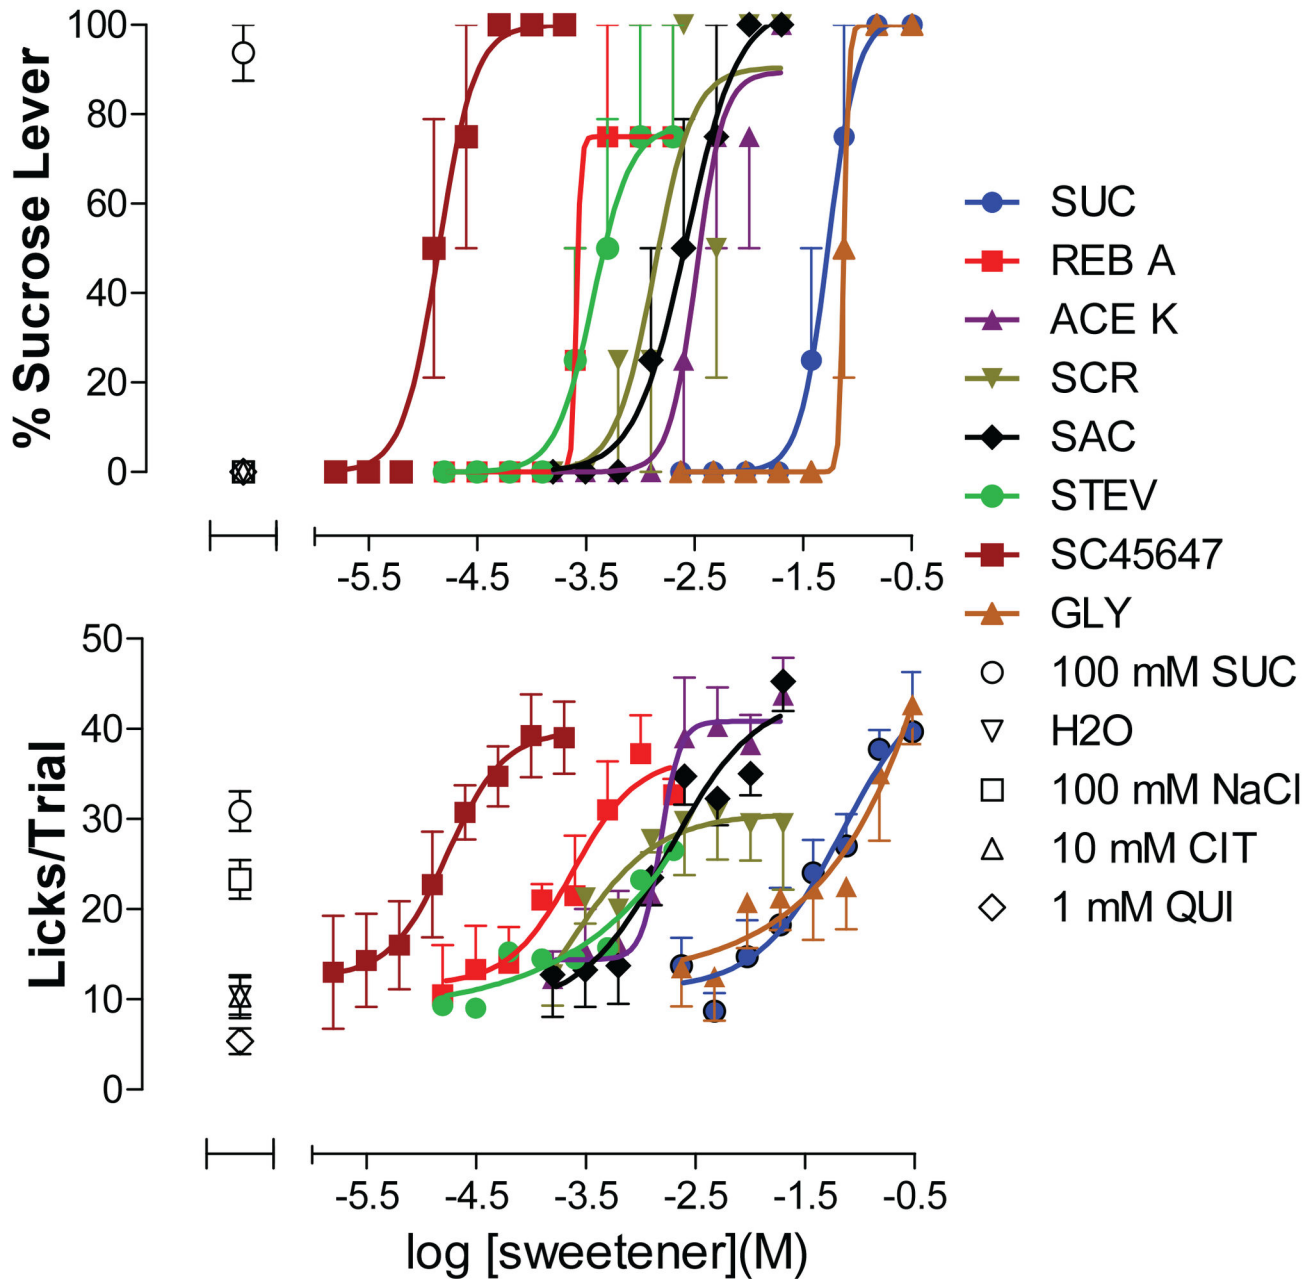 % Sucrose Lever
100
80
60
40
20
0
-5.5 -4.5 -3.5 -2.5 -1.5 -0.5
SUC
REB A
ACE K
SCR
SAC
STEV
SC45647
GLY
100 mM SUC
H2O
100 mM NaCl
10 mM CIT
1 mM QUI
Licks/Trial
50
40
30
20
10
0
-5.5 -4.5 -3.5 -2.5 -1.5 -0.5
log [sweetener](M)